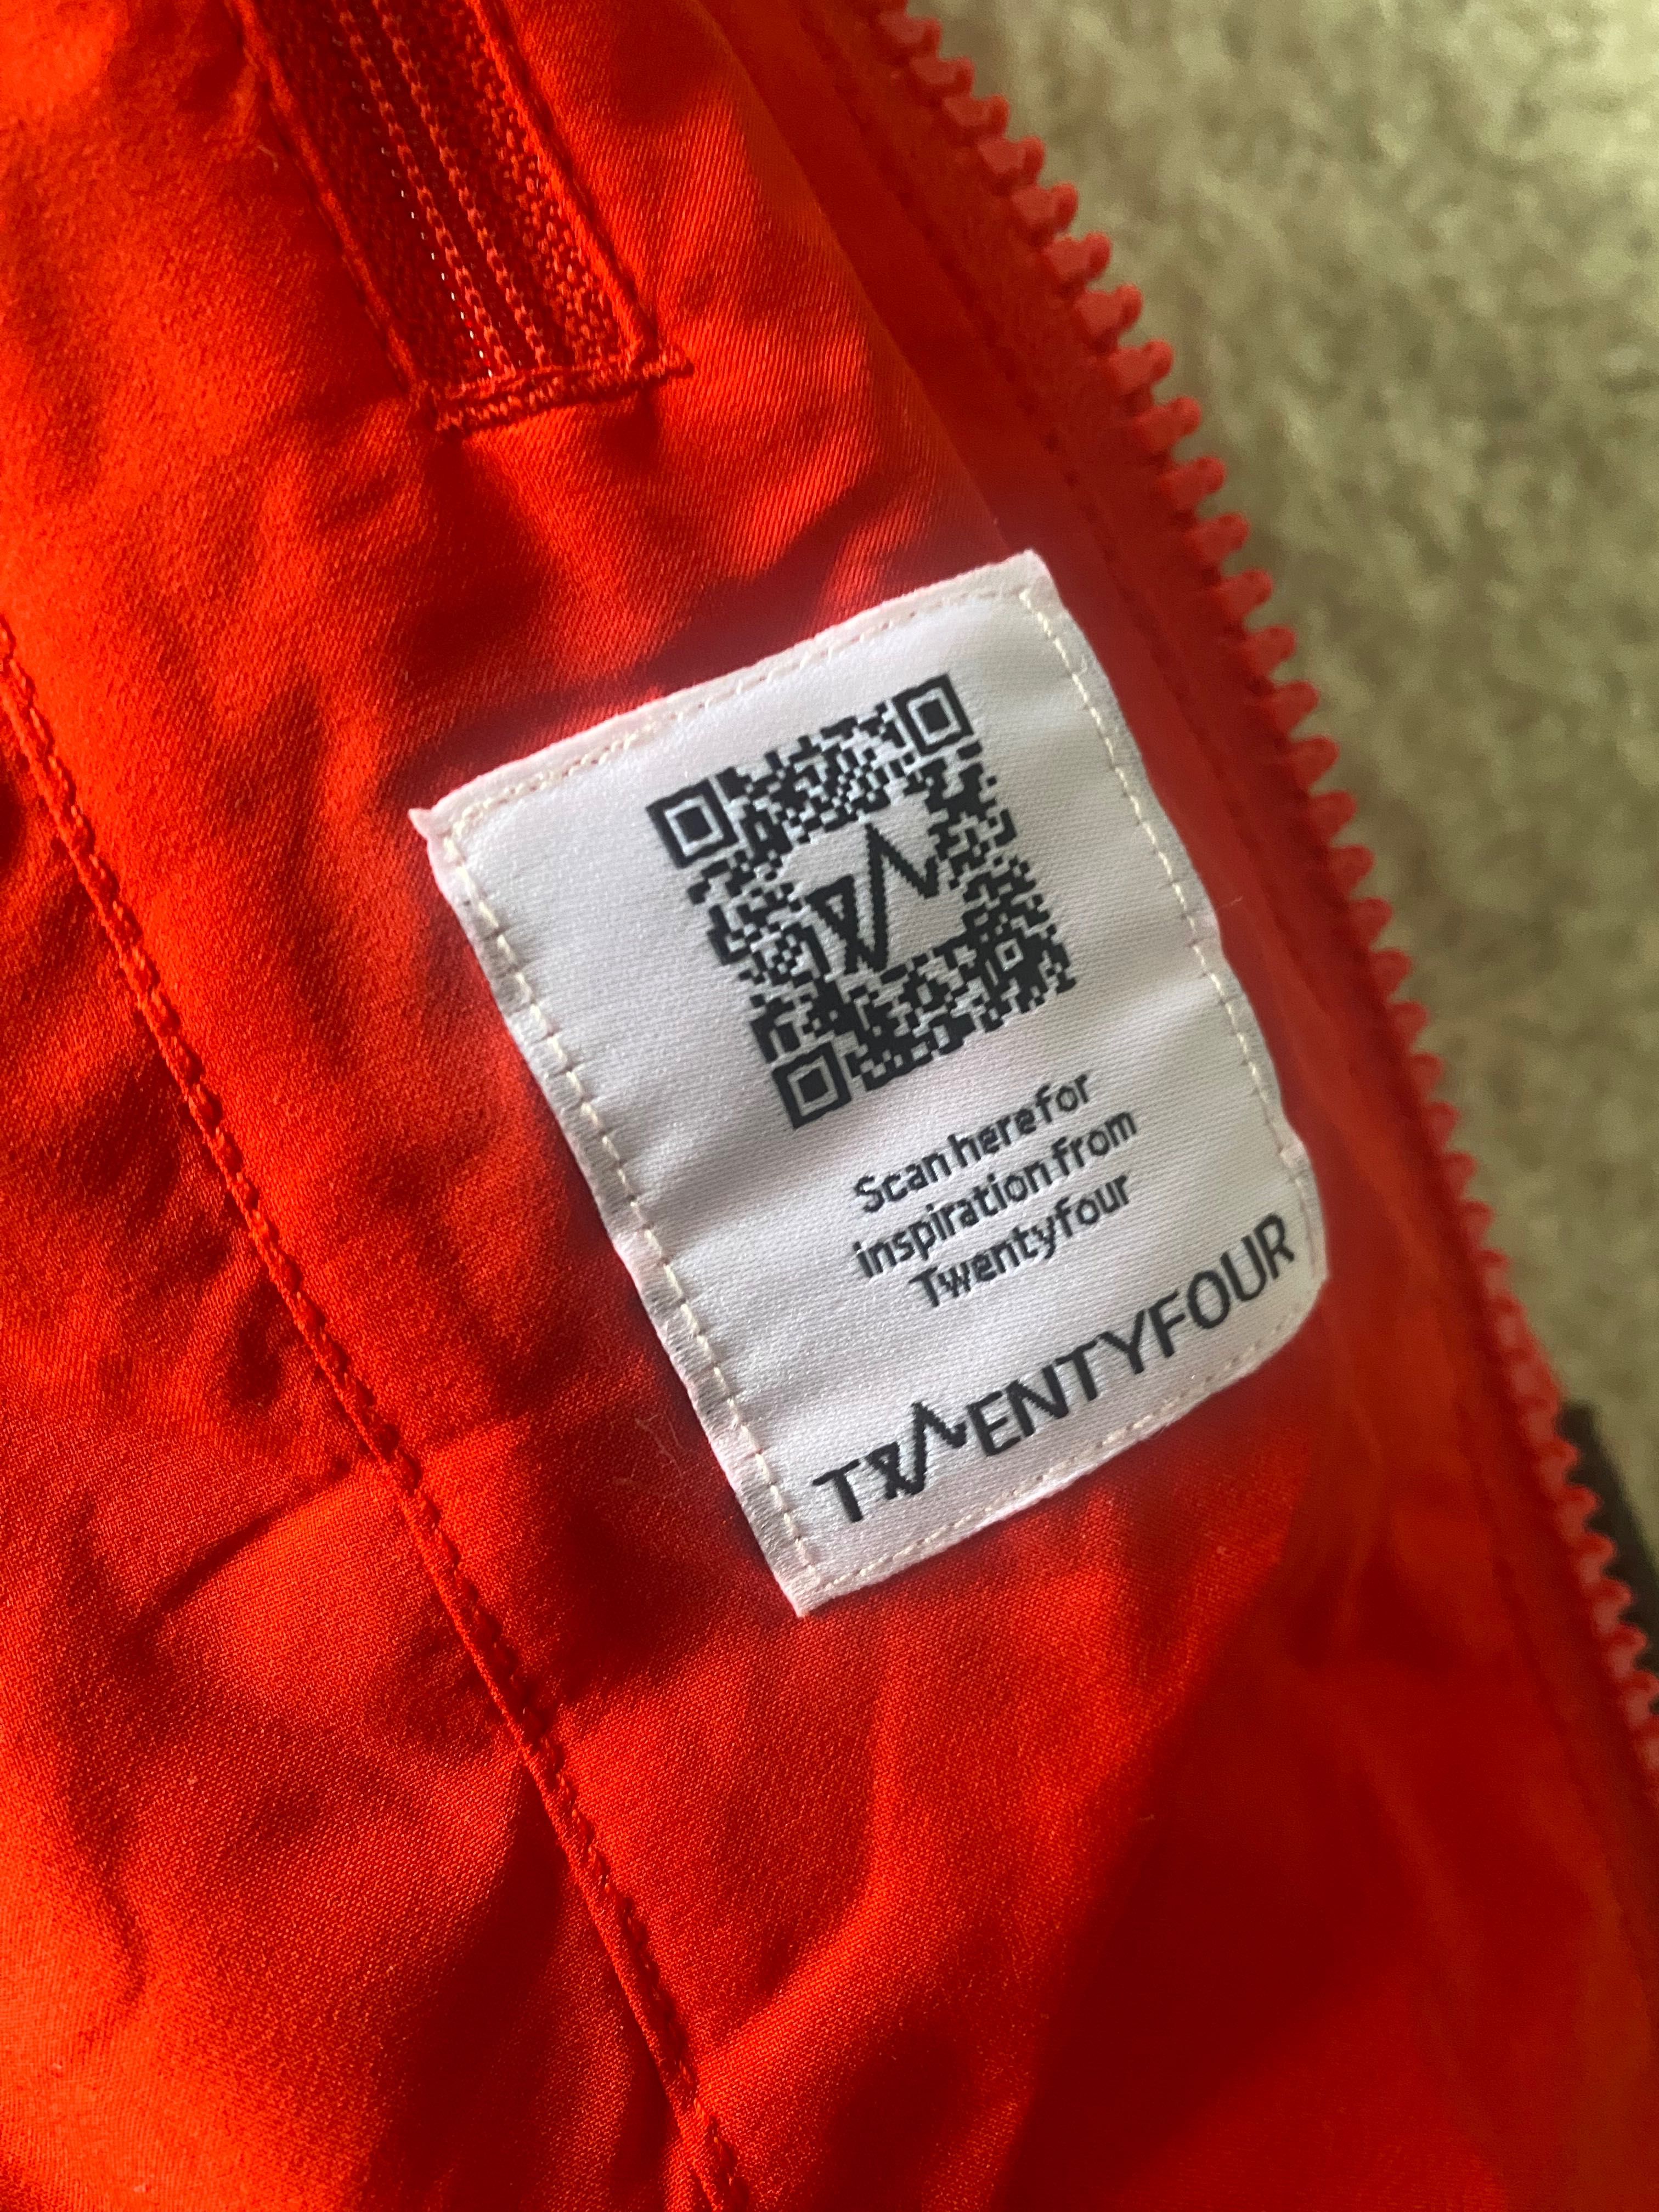 Scan here for
inspiration from
Twentyfour
TWENTYFOUR